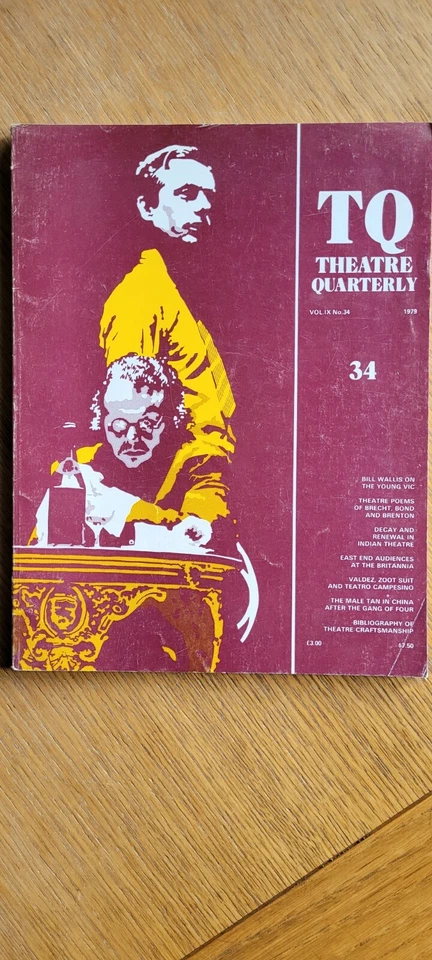 TQ
THEATRE
QUARTERLY
VOL.IX No.34 1979
34
BILL WALLIS ON
THE YOUNG VIC
THEATRE POEMS
OF BRECHT, BOND
AND BRENTON
DECAY AND
RENEWAL IN
INDIAN THEATRE
EAST END AUDIENCES
AT THE BRITANNIA
VALDEZ, ZOOT SUIT
AND TEATRO CAMPESINO
THE MALE TAN IN CHINA
AFTER THE GANG OF FOUR
BIBLIOGRAPHY OF
THEATRE CRAFTSMANSHIP
£3.00 $7.50